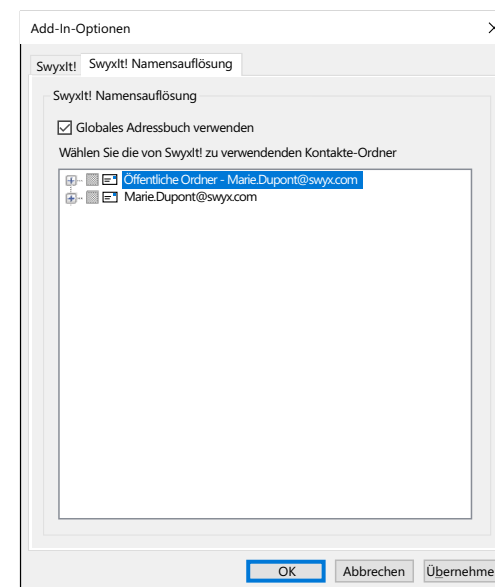 Add-In-Optionen
SwyxIt! SwyxIt! Namensauflösung
SwyxIt! Namensauflösung
Globales Adressbuch verwenden
Wählen Sie die von SwyxIt! zu verwendenden Kontakte-Ordner
Öffentliche Ordner - Marie.Dupont@swyx.com
Marie.Dupont@swyx.com
OK Abbrechen Übernehme